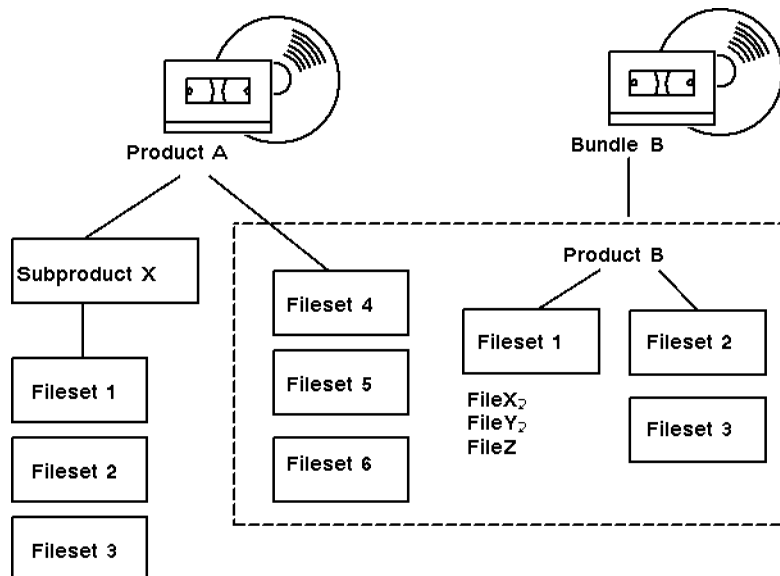 Product A
Bundle B
Subproduct X
Fileset 1
Fileset 2
Fileset 3
Fileset 4
Fileset 5
Fileset 6
Product B
Fileset 1
FileX2
FileY2
FileZ
Fileset 2
Fileset 3